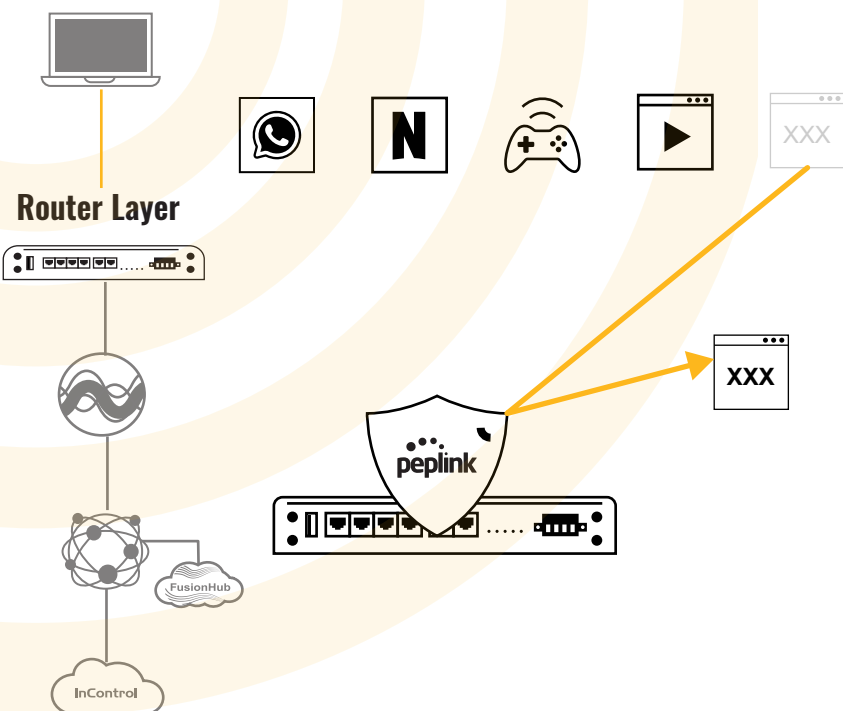 N
XXX
Router Layer
XXX
peplink
FusionHub
InControl